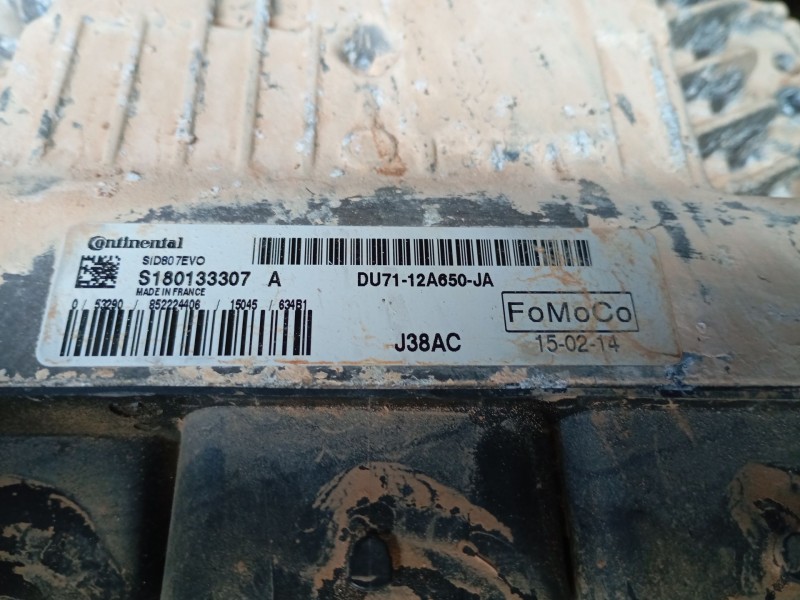 Continental
SID807EVO
S180133307 A
MADE IN FRANCE
0 / 53290 / 852224406 / 15045 / 634B1
DU71-12A650-JA
FoMoCo
J38AC
15-02-14